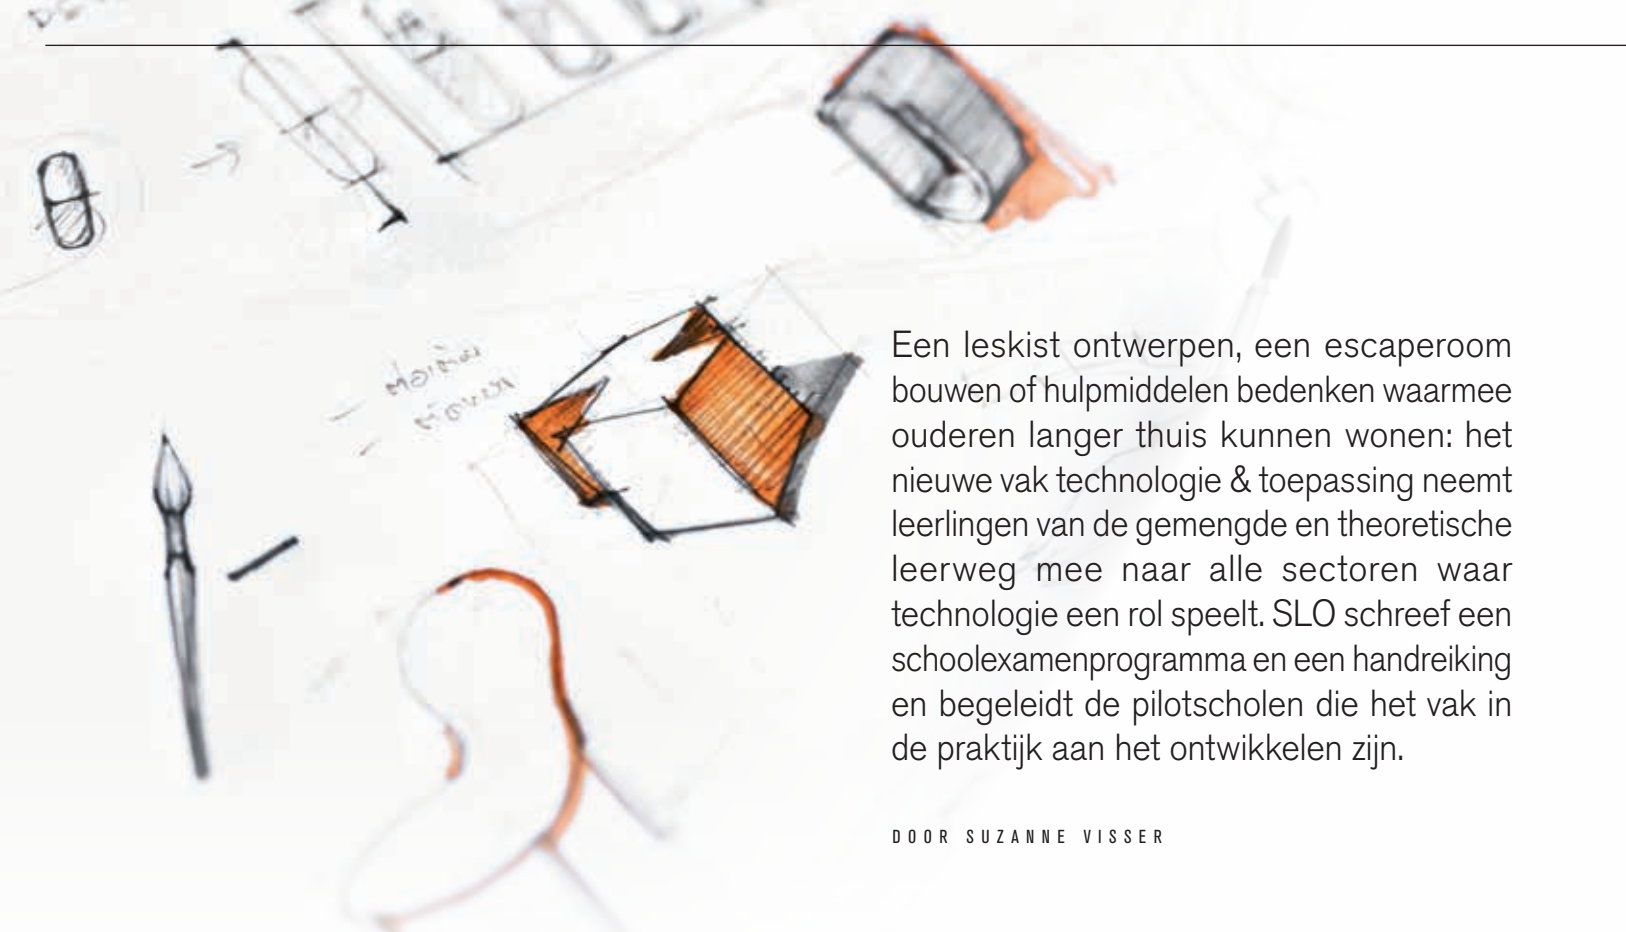 Een leskist ontwerpen, een escaperoom
bouwen of hulpmiddelen bedenken waarmee
ouderen langer thuis kunnen wonen: het
nieuwe vak technologie & toepassing neemt
leerlingen van de gemengde en theoretische
leerweg mee naar alle sectoren waar
technologie een rol speelt. SLO schreef een
schoolexamenprogramma en een handreiking
en begeleidt de pilotscholen die het vak in
de praktijk aan het ontwikkelen zijn.
DOOR SUZANNE VISSER